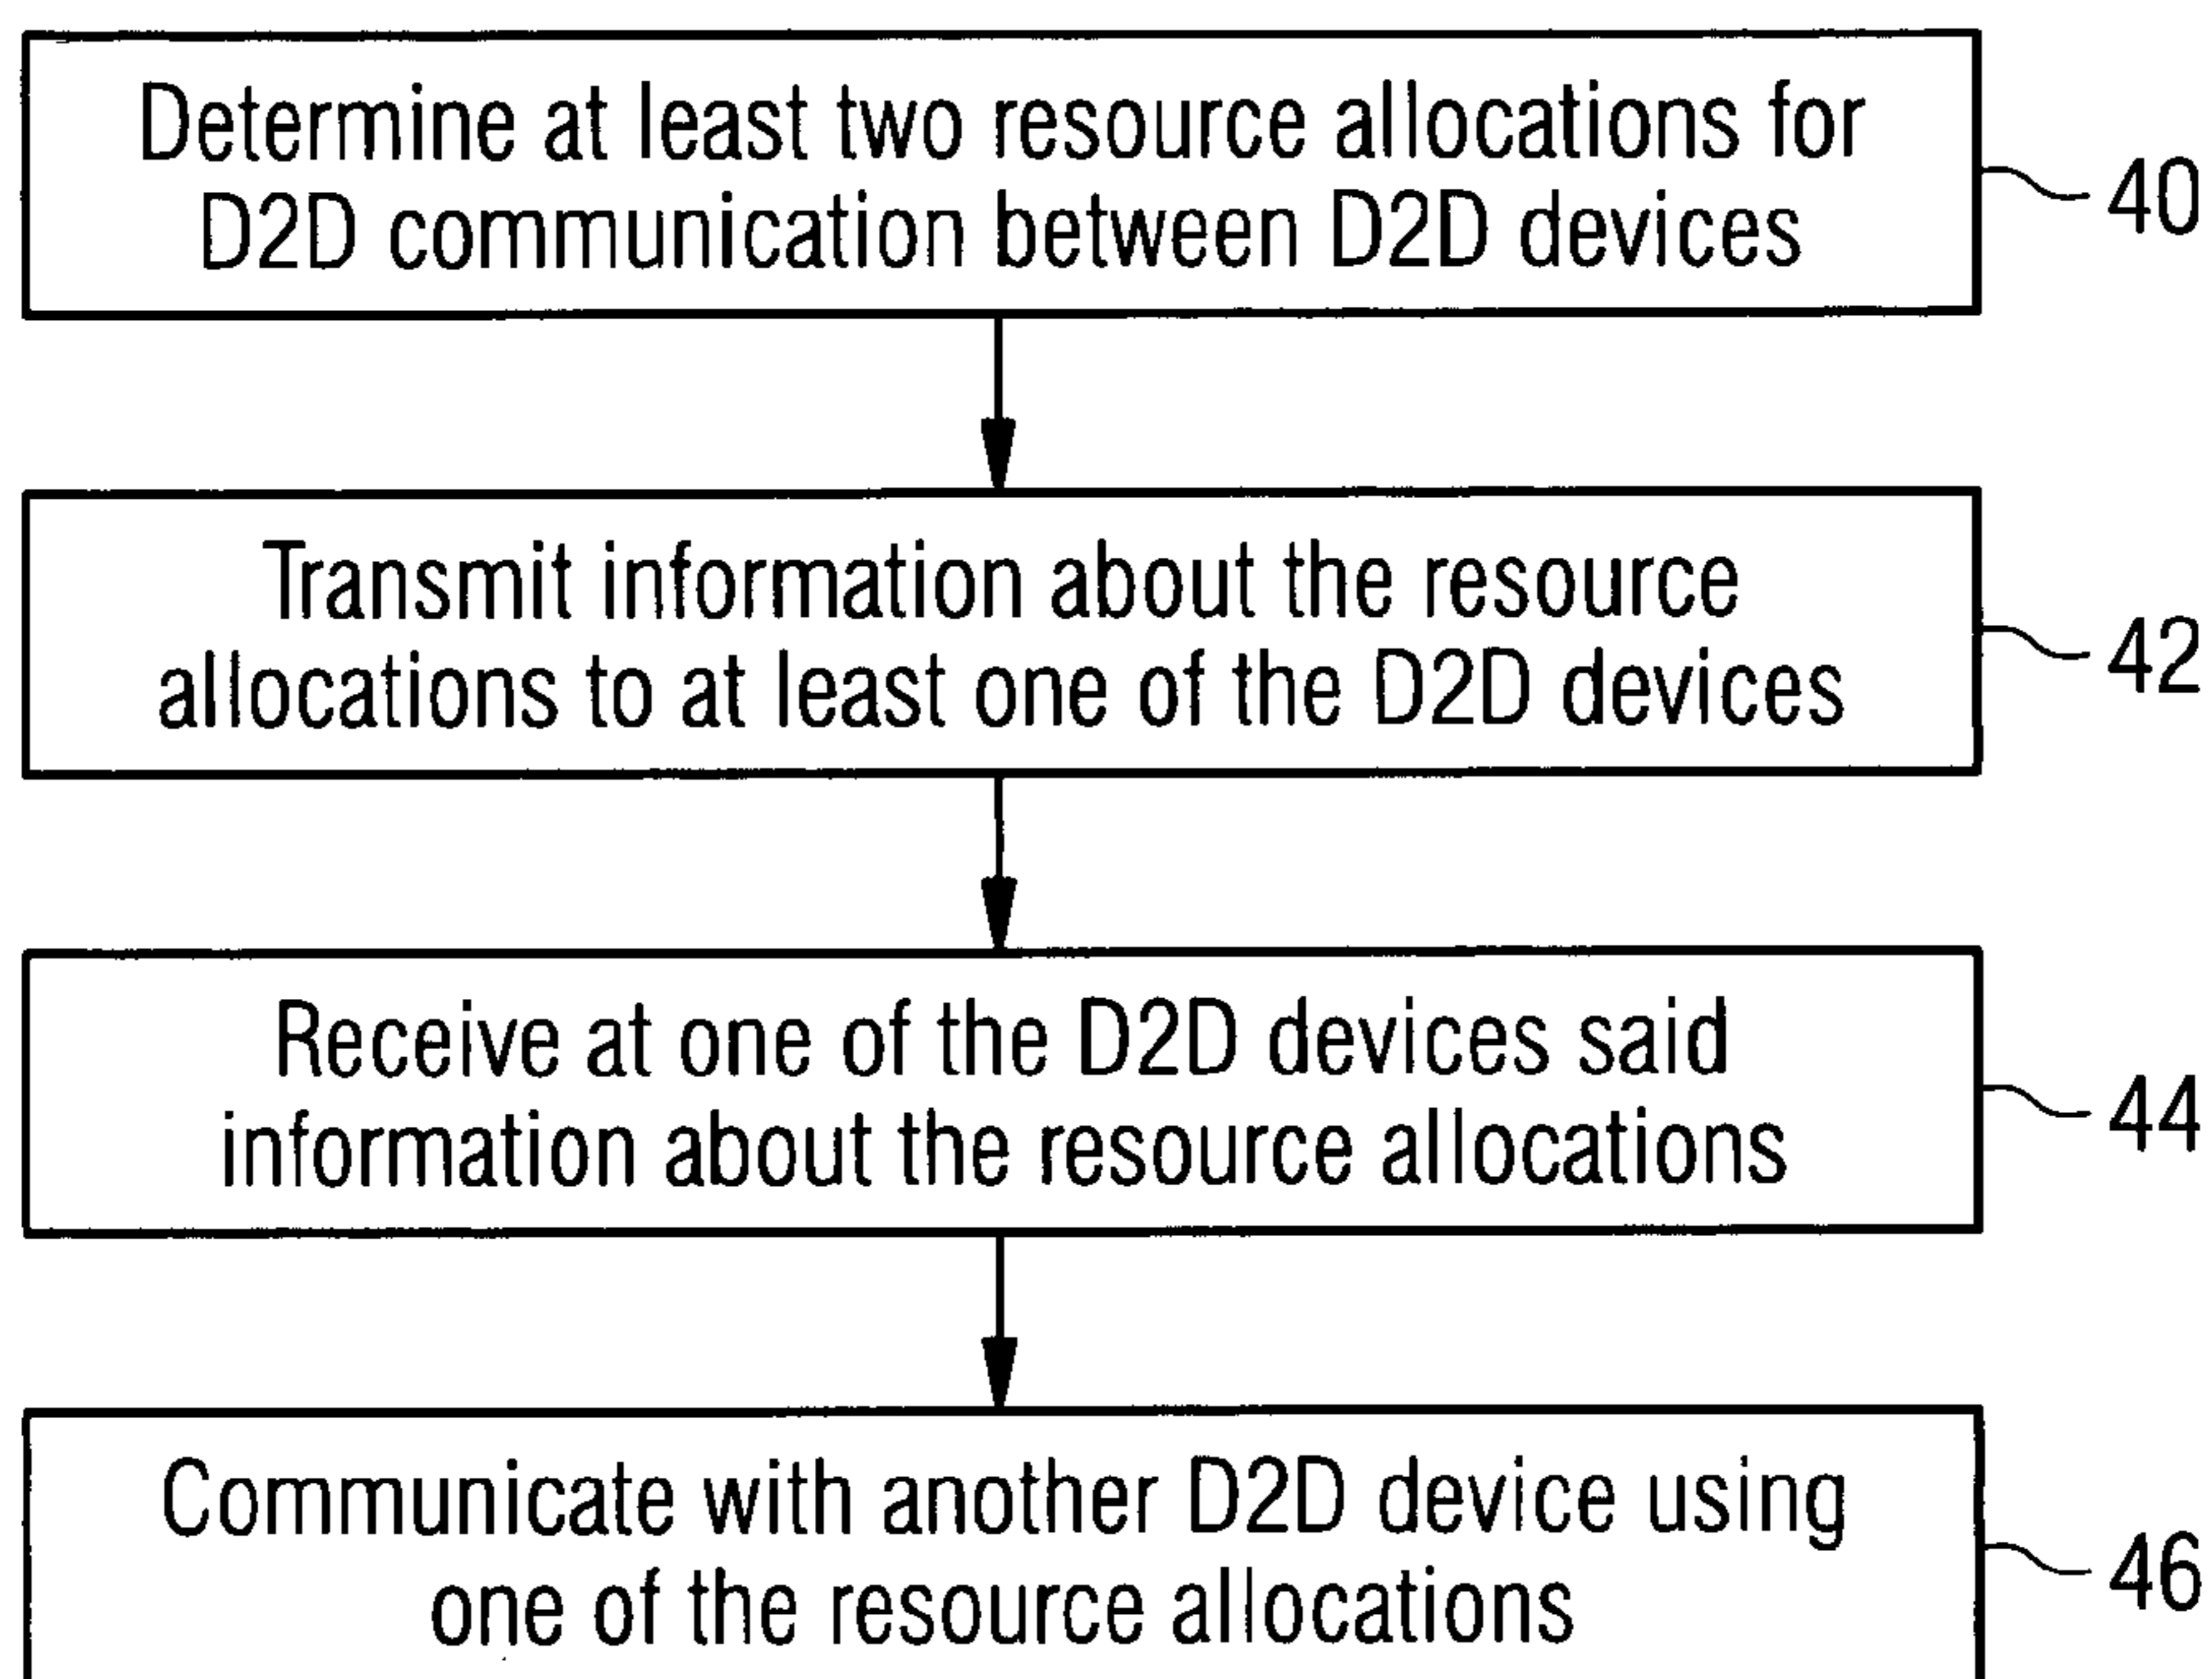 Determine at least two resource allocations for
D2D communication between D2D devices
40
Transmit information about the resource
allocations to at least one of the D2D devices
42
Receive at one of the D2D devices said
information about the resource allocations
44
Communicate with another D2D device using
one of the resource allocations
46